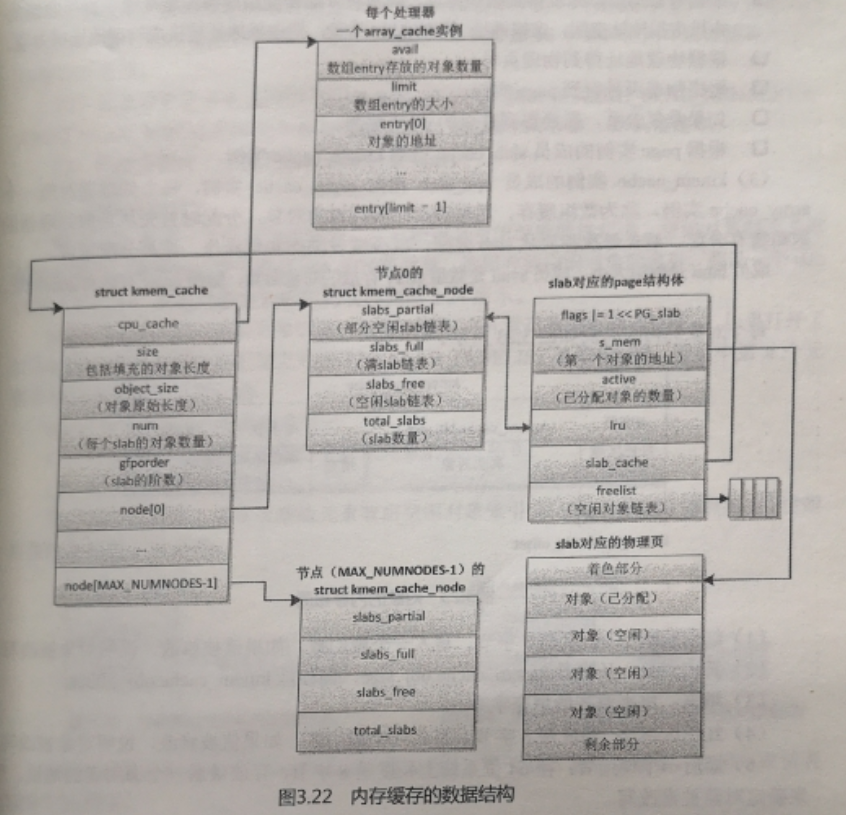 每个处理器
一个array_cache实例
avail
数组entry存放的对象数量
limit
数组entry的大小
entry[0]
对象的地址
...
entry[limit - 1]
struct kmem_cache
cpu_cache
size
包括填充的对象长度
object_size
（对象原始长度）
num
（每个slab的对象数量）
gfporder
（slab的阶数）
node[0]
...
node[MAX_NUMNODES-1]
节点0的
struct kmem_cache_node
slabs_partial
（部分空闲slab链表）
slabs_full
（满slab链表）
slabs_free
（空闲slab链表）
total_slabs
（slab数量）
slab对应的page结构体
flags |= 1 << PG_slab
s_mem
（第一个对象的地址）
active
（已分配对象的数量）
lru
slab_cache
freelist
（空闲对象链表）
节点（MAX_NUMNODES-1）的
struct kmem_cache_node
slabs_partial
slabs_full
slabs_free
total_slabs
slab对应的物理页
着色部分
对象（已分配）
对象（空闲）
对象（空闲）
对象（空闲）
剩余部分
图3.22 内存缓存的数据结构